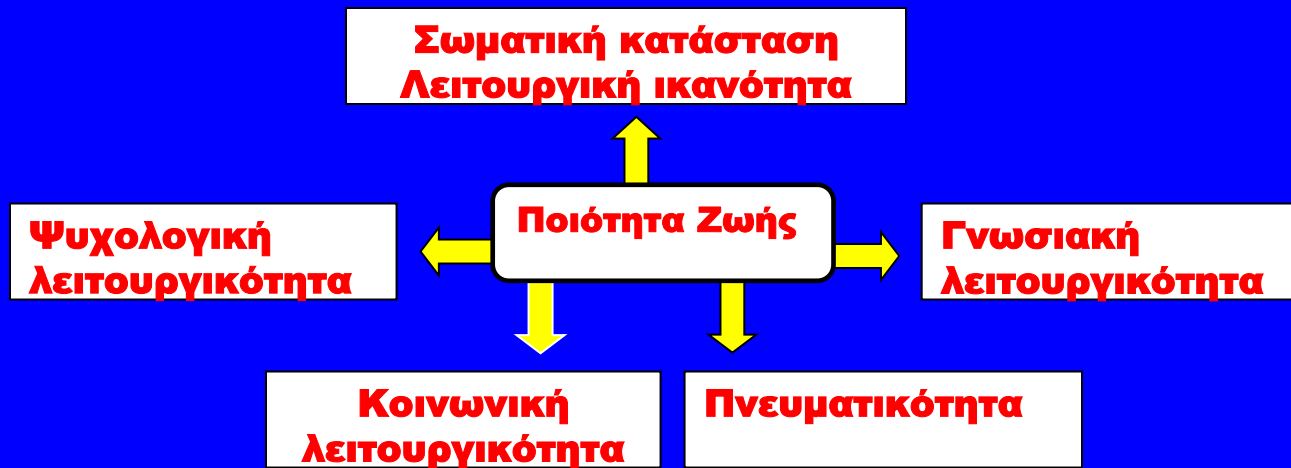 Σωματική κατάσταση
Λειτουργική ικανότητα
Ποιότητα Ζωής
Ψυχολογική
λειτουργικότητα
Γνωσιακή
λειτουργικότητα
Κοινωνική
λειτουργικότητα
Πνευματικότητα